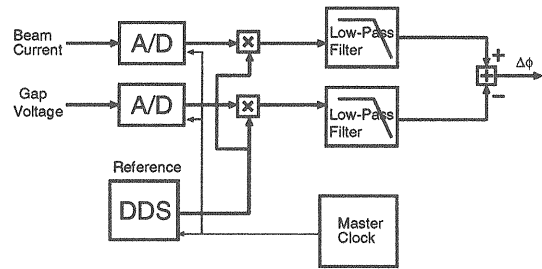 Beam
Current
A/D
×
Low-Pass
Filter
+
Δϕ
+
−
Gap
Voltage
A/D
×
Low-Pass
Filter
Reference
DDS
Master
Clock